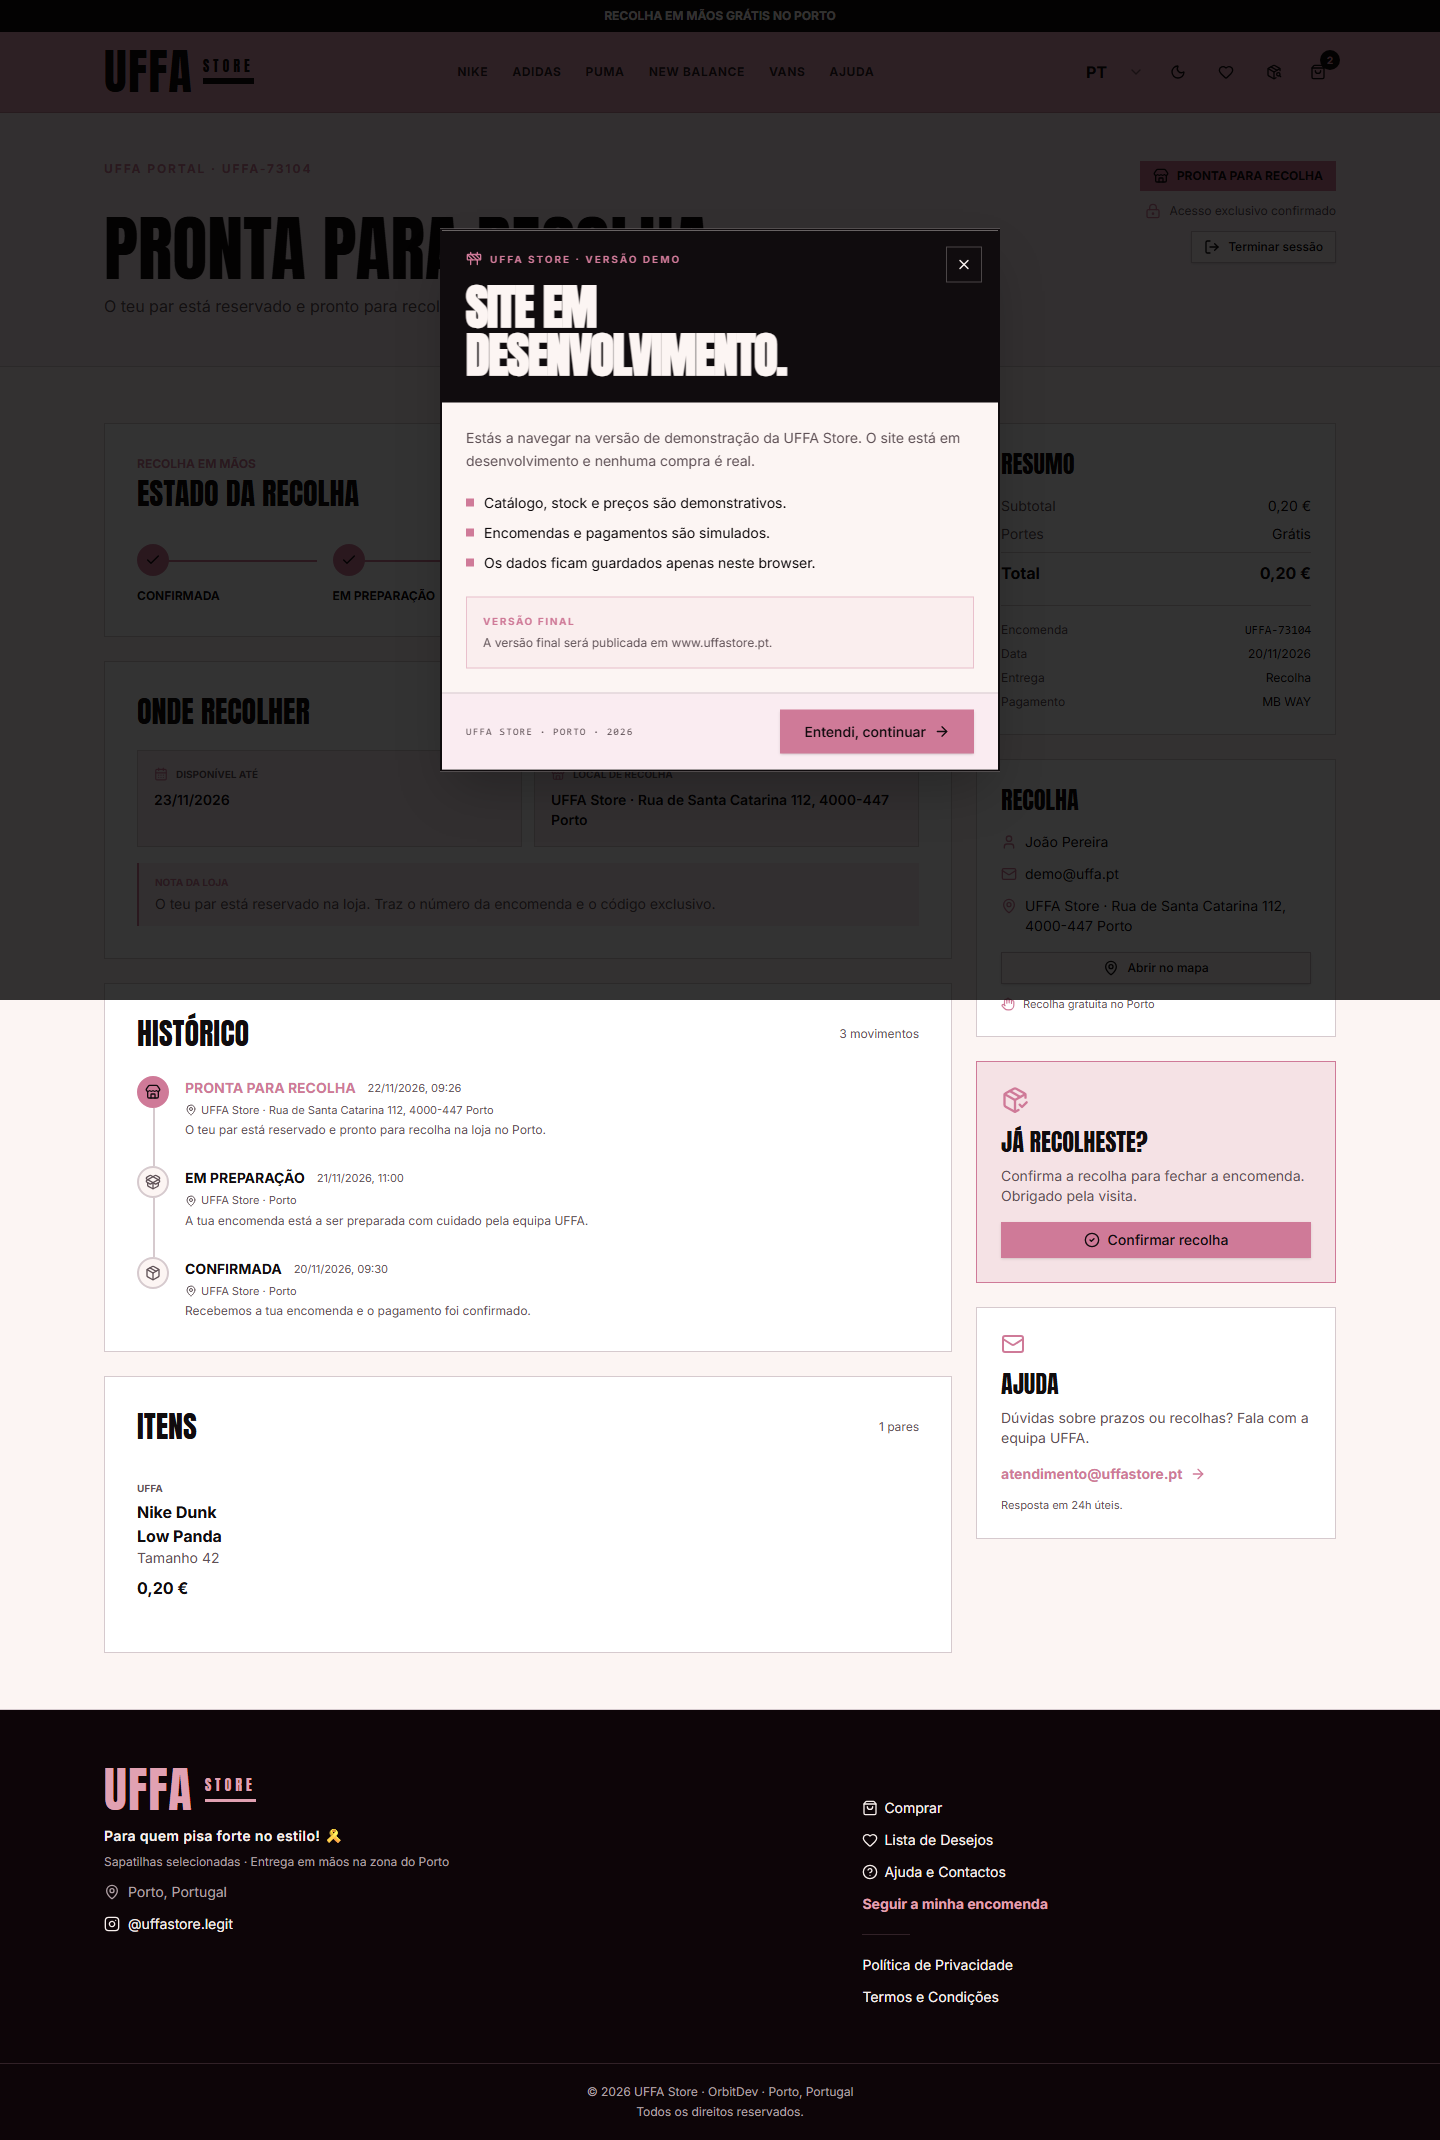 RECOLHA EM MÃOS GRÁTIS NO PORTO
UFFA STORE
NIKE ADIDAS PUMA NEW BALANCE VANS AJUDA
PT
2
UFFA PORTAL · UFFA-73104
PRONTA PARA RECOLHA
O teu par está reservado e pronto para recol
PRONTA PARA RECOLHA
Acesso exclusivo confirmado
Terminar sessão
UFFA STORE · VERSÃO DEMO
SITE EM
DESENVOLVIMENTO.
Estás a navegar na versão de demonstração da UFFA Store. O site está em
desenvolvimento e nenhuma compra é real.
Catálogo, stock e preços são demonstrativos.
Encomendas e pagamentos são simulados.
Os dados ficam guardados apenas neste browser.
VERSÃO FINAL
A versão final será publicada em www.uffastore.pt.
UFFA STORE · PORTO · 2026
Entendi, continuar
RECOLHA EM MÃOS
ESTADO DA RECOLHA
CONFIRMADA
EM PREPARAÇÃO
ONDE RECOLHER
DISPONÍVEL ATÉ
23/11/2026
LOCAL DE RECOLHA
UFFA Store · Rua de Santa Catarina 112, 4000-447
Porto
NOTA DA LOJA
O teu par está reservado na loja. Traz o número da encomenda e o código exclusivo.
HISTÓRICO
3 movimentos
PRONTA PARA RECOLHA 22/11/2026, 09:26
UFFA Store · Rua de Santa Catarina 112, 4000-447 Porto
O teu par está reservado e pronto para recolha na loja no Porto.
EM PREPARAÇÃO 21/11/2026, 11:00
UFFA Store · Porto
A tua encomenda está a ser preparada com cuidado pela equipa UFFA.
CONFIRMADA 20/11/2026, 09:30
UFFA Store · Porto
Recebemos a tua encomenda e o pagamento foi confirmado.
ITENS
1 pares
UFFA
Nike Dunk
Low Panda
Tamanho 42
0,20 €
RESUMO
Subtotal 0,20 €
Portes Grátis
Total 0,20 €
Encomenda UFFA-73104
Data 20/11/2026
Entrega Recolha
Pagamento MB WAY
RECOLHA
João Pereira
demo@uffa.pt
UFFA Store · Rua de Santa Catarina 112,
4000-447 Porto
Abrir no mapa
Recolha gratuita no Porto
JÁ RECOLHESTE?
Confirma a recolha para fechar a encomenda.
Obrigado pela visita.
Confirmar recolha
AJUDA
Dúvidas sobre prazos ou recolhas? Fala com a
equipa UFFA.
atendimento@uffastore.pt
Resposta em 24h úteis.
UFFA STORE
Para quem pisa forte no estilo!
Sapatilhas selecionadas · Entrega em mãos na zona do Porto
Porto, Portugal
@uffastore.legit
Comprar
Lista de Desejos
Ajuda e Contactos
Seguir a minha encomenda
Política de Privacidade
Termos e Condições
© 2026 UFFA Store · OrbitDev · Porto, Portugal
Todos os direitos reservados.